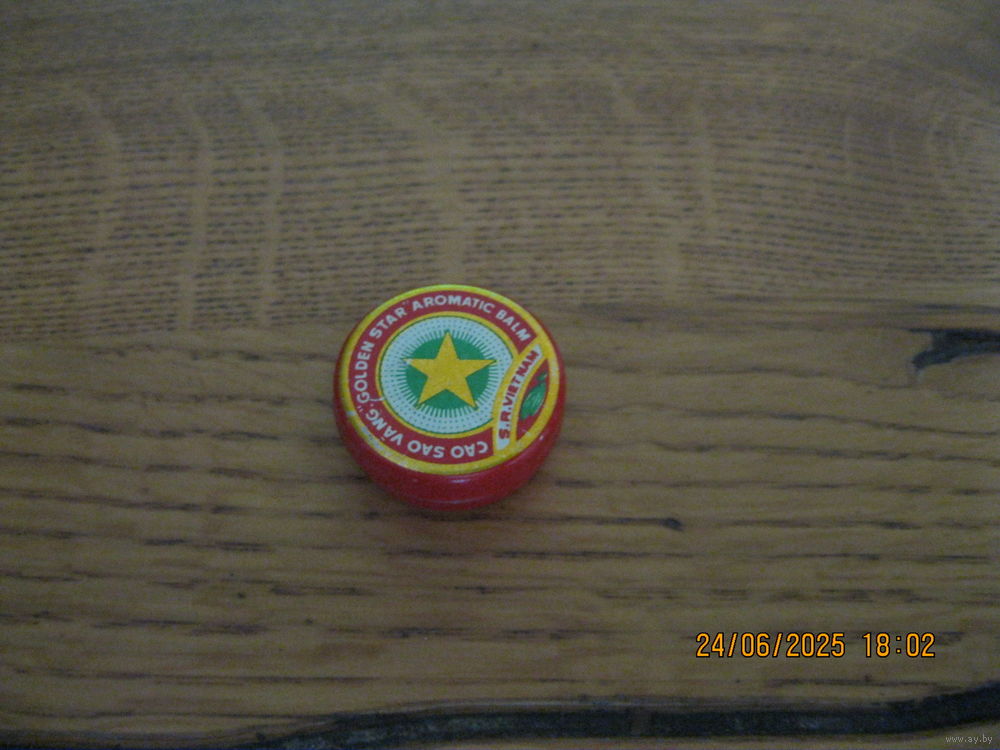 CAO SAO VÀNG "GOLDEN STAR" AROMATIC BALM
S.R.VIETNAM
24/06/2025 18:02
www.ay.by